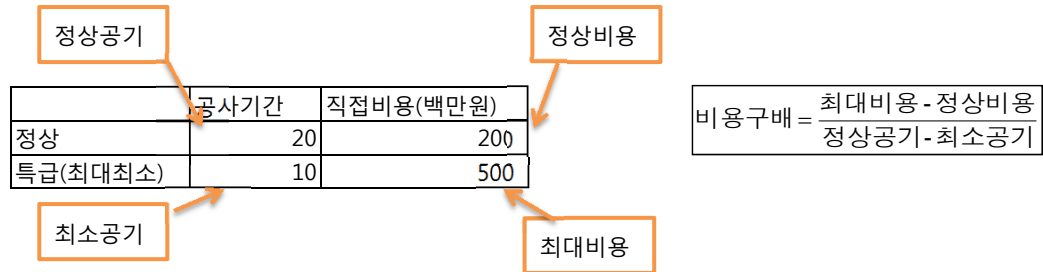 정상공기
정상비용
공사기간 직접비용(백만원)
정상 20 200
특급(최대최소) 10 500
최소공기
최대비용
비용구배 = 최대비용 - 정상비용
정상공기 - 최소공기